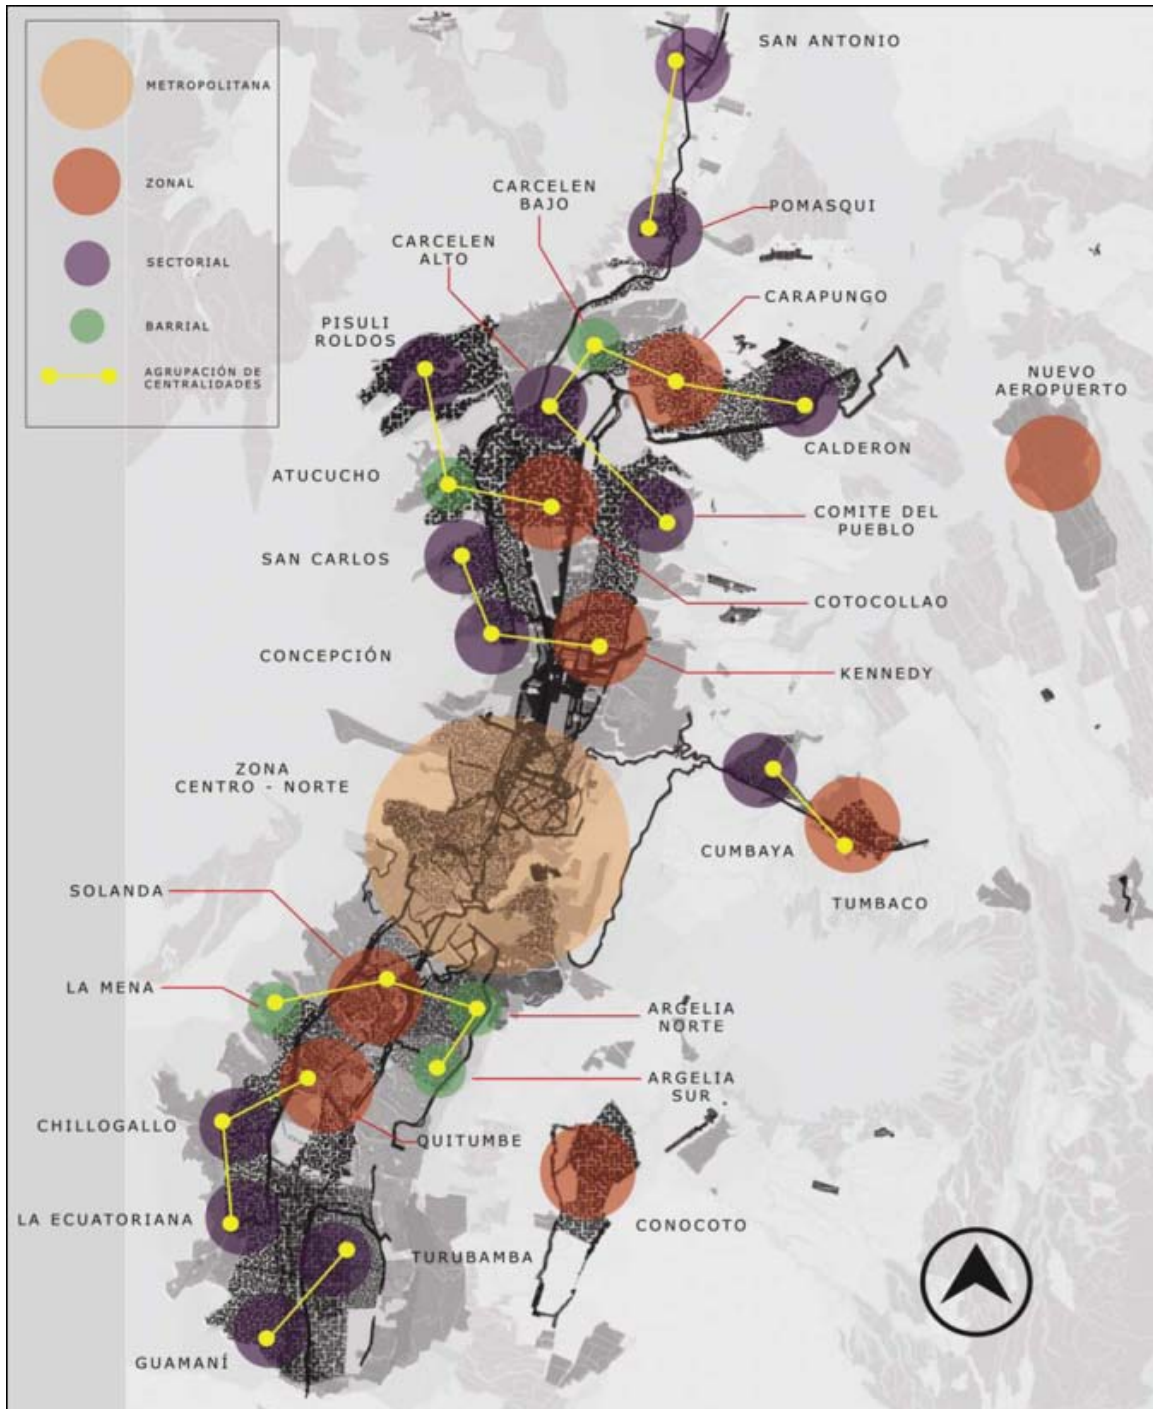 METROPOLITANA
ZONAL
SECTORIAL
BARRIAL
AGRUPACIÓN DE
CENTRALIDADES
SAN ANTONIO
CARCELEN
BAJO
POMASQUI
CARCELEN
ALTO
CARAPUNGO
PISULI
ROLDOS
NUEVO
AEROPUERTO
CALDERON
ATUCUCHO
COMITE DEL
PUEBLO
SAN CARLOS
COTOCOLLAO
CONCEPCIÓN
KENNEDY
ZONA
CENTRO - NORTE
CUMBAYA
SOLANDA
TUMBACO
LA MENA
ARGELIA
NORTE
ARGELIA
SUR
CHILLOGALLO
QUITUMBE
LA ECUATORIANA
CONOCOTO
TURUBAMBA
GUAMANÍ